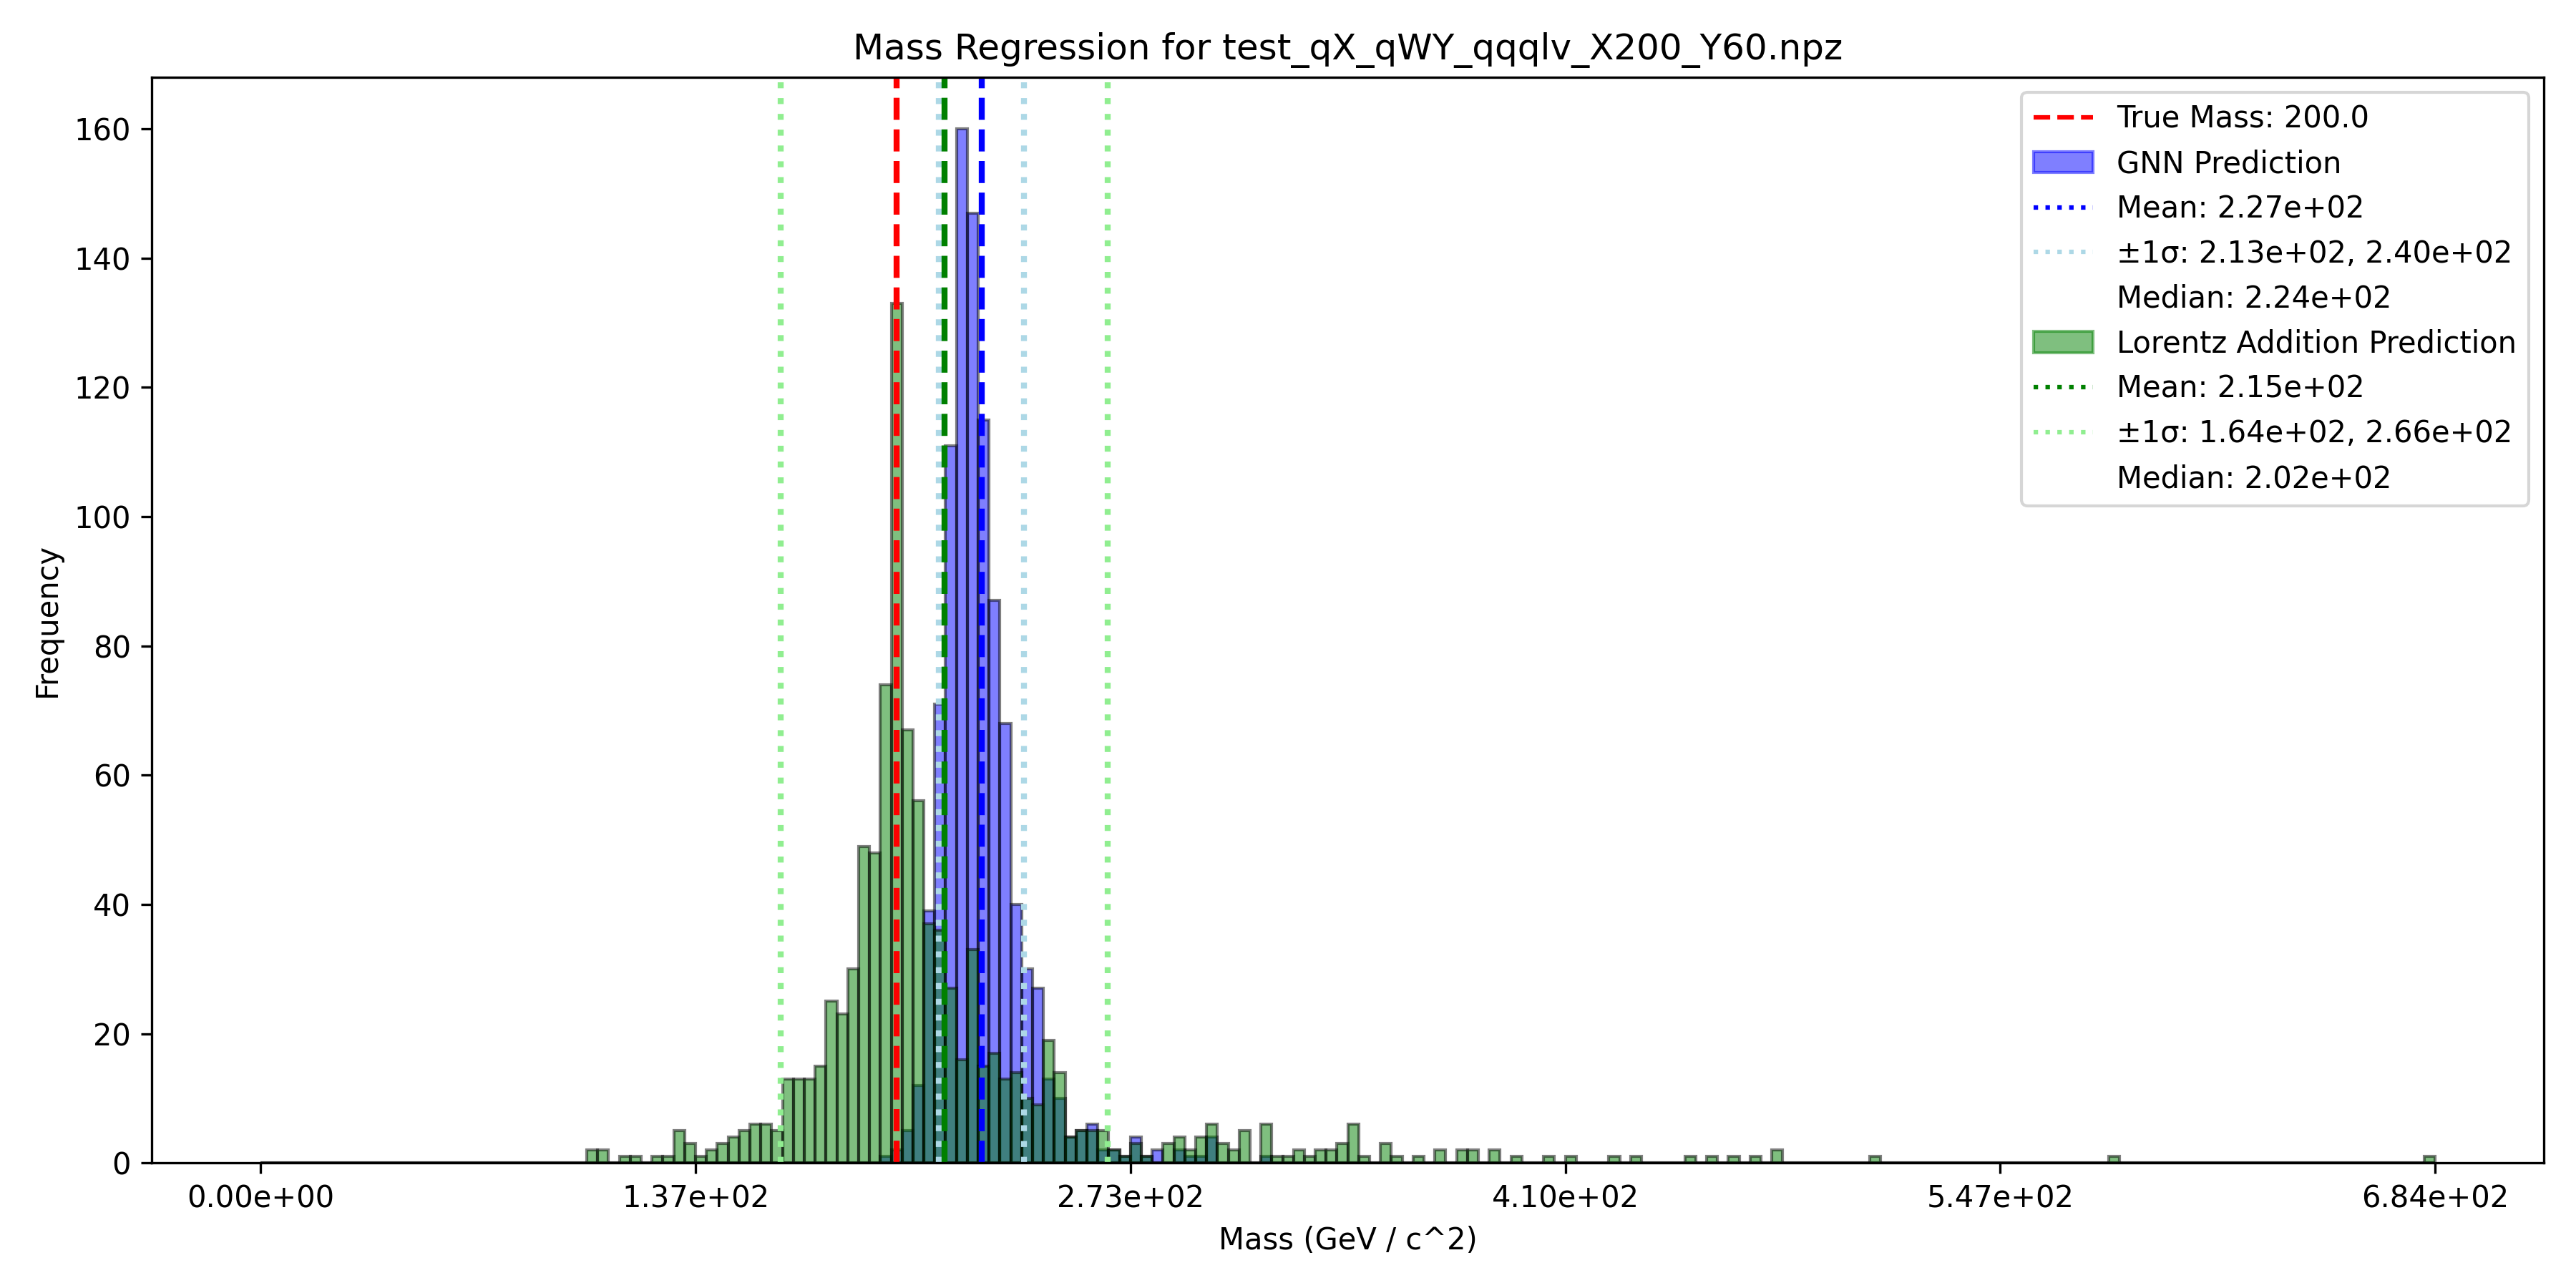 Mass Regression for test_qX_qWY_qqqlv_X200_Y60.npz
True Mass: 200.0
GNN Prediction
Mean: 2.27e+02
±1σ: 2.13e+02, 2.40e+02
Median: 2.24e+02
Lorentz Addition Prediction
Mean: 2.15e+02
±1σ: 1.64e+02, 2.66e+02
Median: 2.02e+02
Frequency
160
140
120
100
80
60
40
20
0
0.00e+00 1.37e+02 2.73e+02 4.10e+02 5.47e+02 6.84e+02
Mass (GeV / c^2)